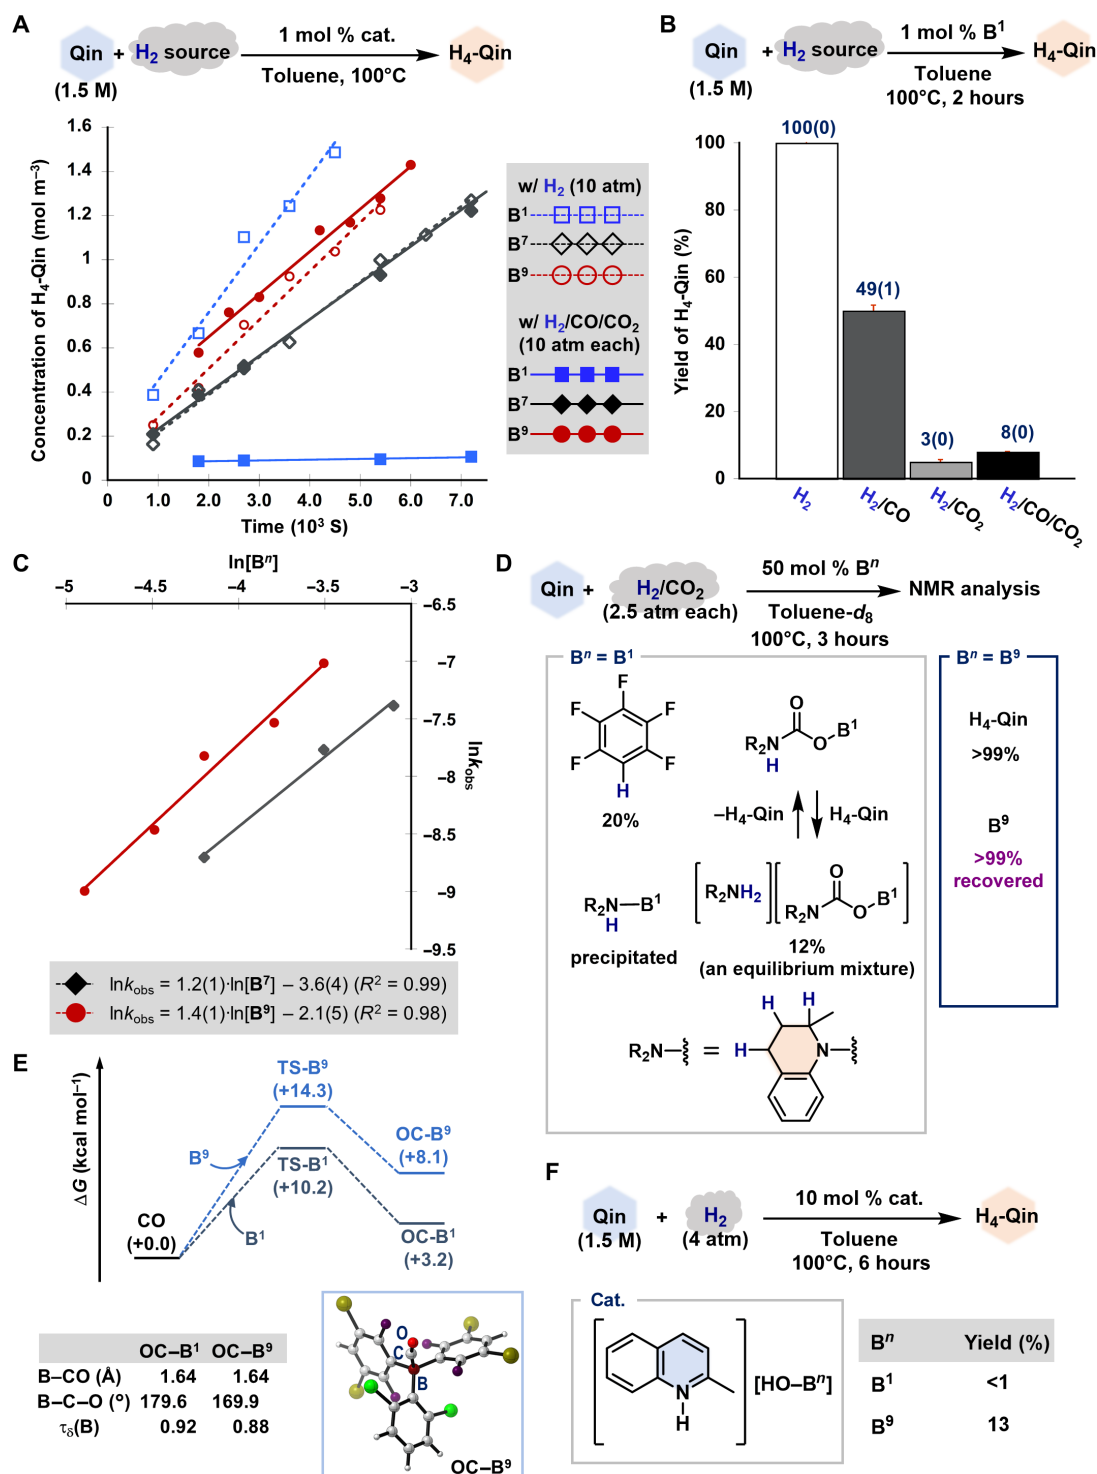 A
Qin + H2 source
1 mol % cat.
Toluene, 100°C
H4-Qin
(1.5 M)
Concentration of H4-Qin (mol m–3)
1.6
1.4
1.2
1
0.8
0.6
0.4
0.2
0
1.0 2.0 3.0 4.0 5.0 6.0 7.0
Time (10³ S)
w/ H2 (10 atm)
B¹
B⁷
B⁹
w/ H2/CO/CO2
(10 atm each)
B¹
B⁷
B⁹
B
Qin + H2 source
1 mol % B¹
Toluene
100°C, 2 hours
H4-Qin
(1.5 M)
Yield of H4-Qin (%)
100
80
60
40
20
0
100(0)
49(1)
3(0)
8(0)
H2
H2/CO
H2/CO2
H2/CO/CO2
C
ln[Bⁿ]
–5 –4.5 –4 –3.5 –3
–6.5
–7
–7.5
–8
–8.5
–9
–9.5
lnkobs
lnkobs = 1.2(1)·ln[B⁷] – 3.6(4) (R² = 0.99)
lnkobs = 1.4(1)·ln[B⁹] – 2.1(5) (R² = 0.98)
D
Qin + H2/CO2
(2.5 atm each)
50 mol % Bⁿ
Toluene-d8
100°C, 3 hours
NMR analysis
Bⁿ = B¹
F
F F
F F
H
20%
O
R2N O B¹
H
–H4-Qin H4-Qin
R2N–B¹
H
precipitated
[R2NH2] [R2N O O B¹]
12%
(an equilibrium mixture)
R2N =
H H
H N
Bⁿ = B⁹
H4-Qin
>99%
B⁹
>99%
recovered
E
ΔG (kcal mol–1)
CO
(+0.0)
B⁹
B¹
TS-B⁹
(+14.3)
TS-B¹
(+10.2)
OC-B⁹
(+8.1)
OC-B¹
(+3.2)
OC–B¹ OC–B⁹
B–CO (Å) 1.64 1.64
B–C–O (º) 179.6 169.9
τδ(B) 0.92 0.88
O
C
B
OC–B⁹
F
Qin + H2
(1.5 M) (4 atm)
10 mol % cat.
Toluene
100°C, 6 hours
H4-Qin
Cat.
N
H
[HO–Bⁿ]
Bⁿ Yield (%)
B¹ <1
B⁹ 13